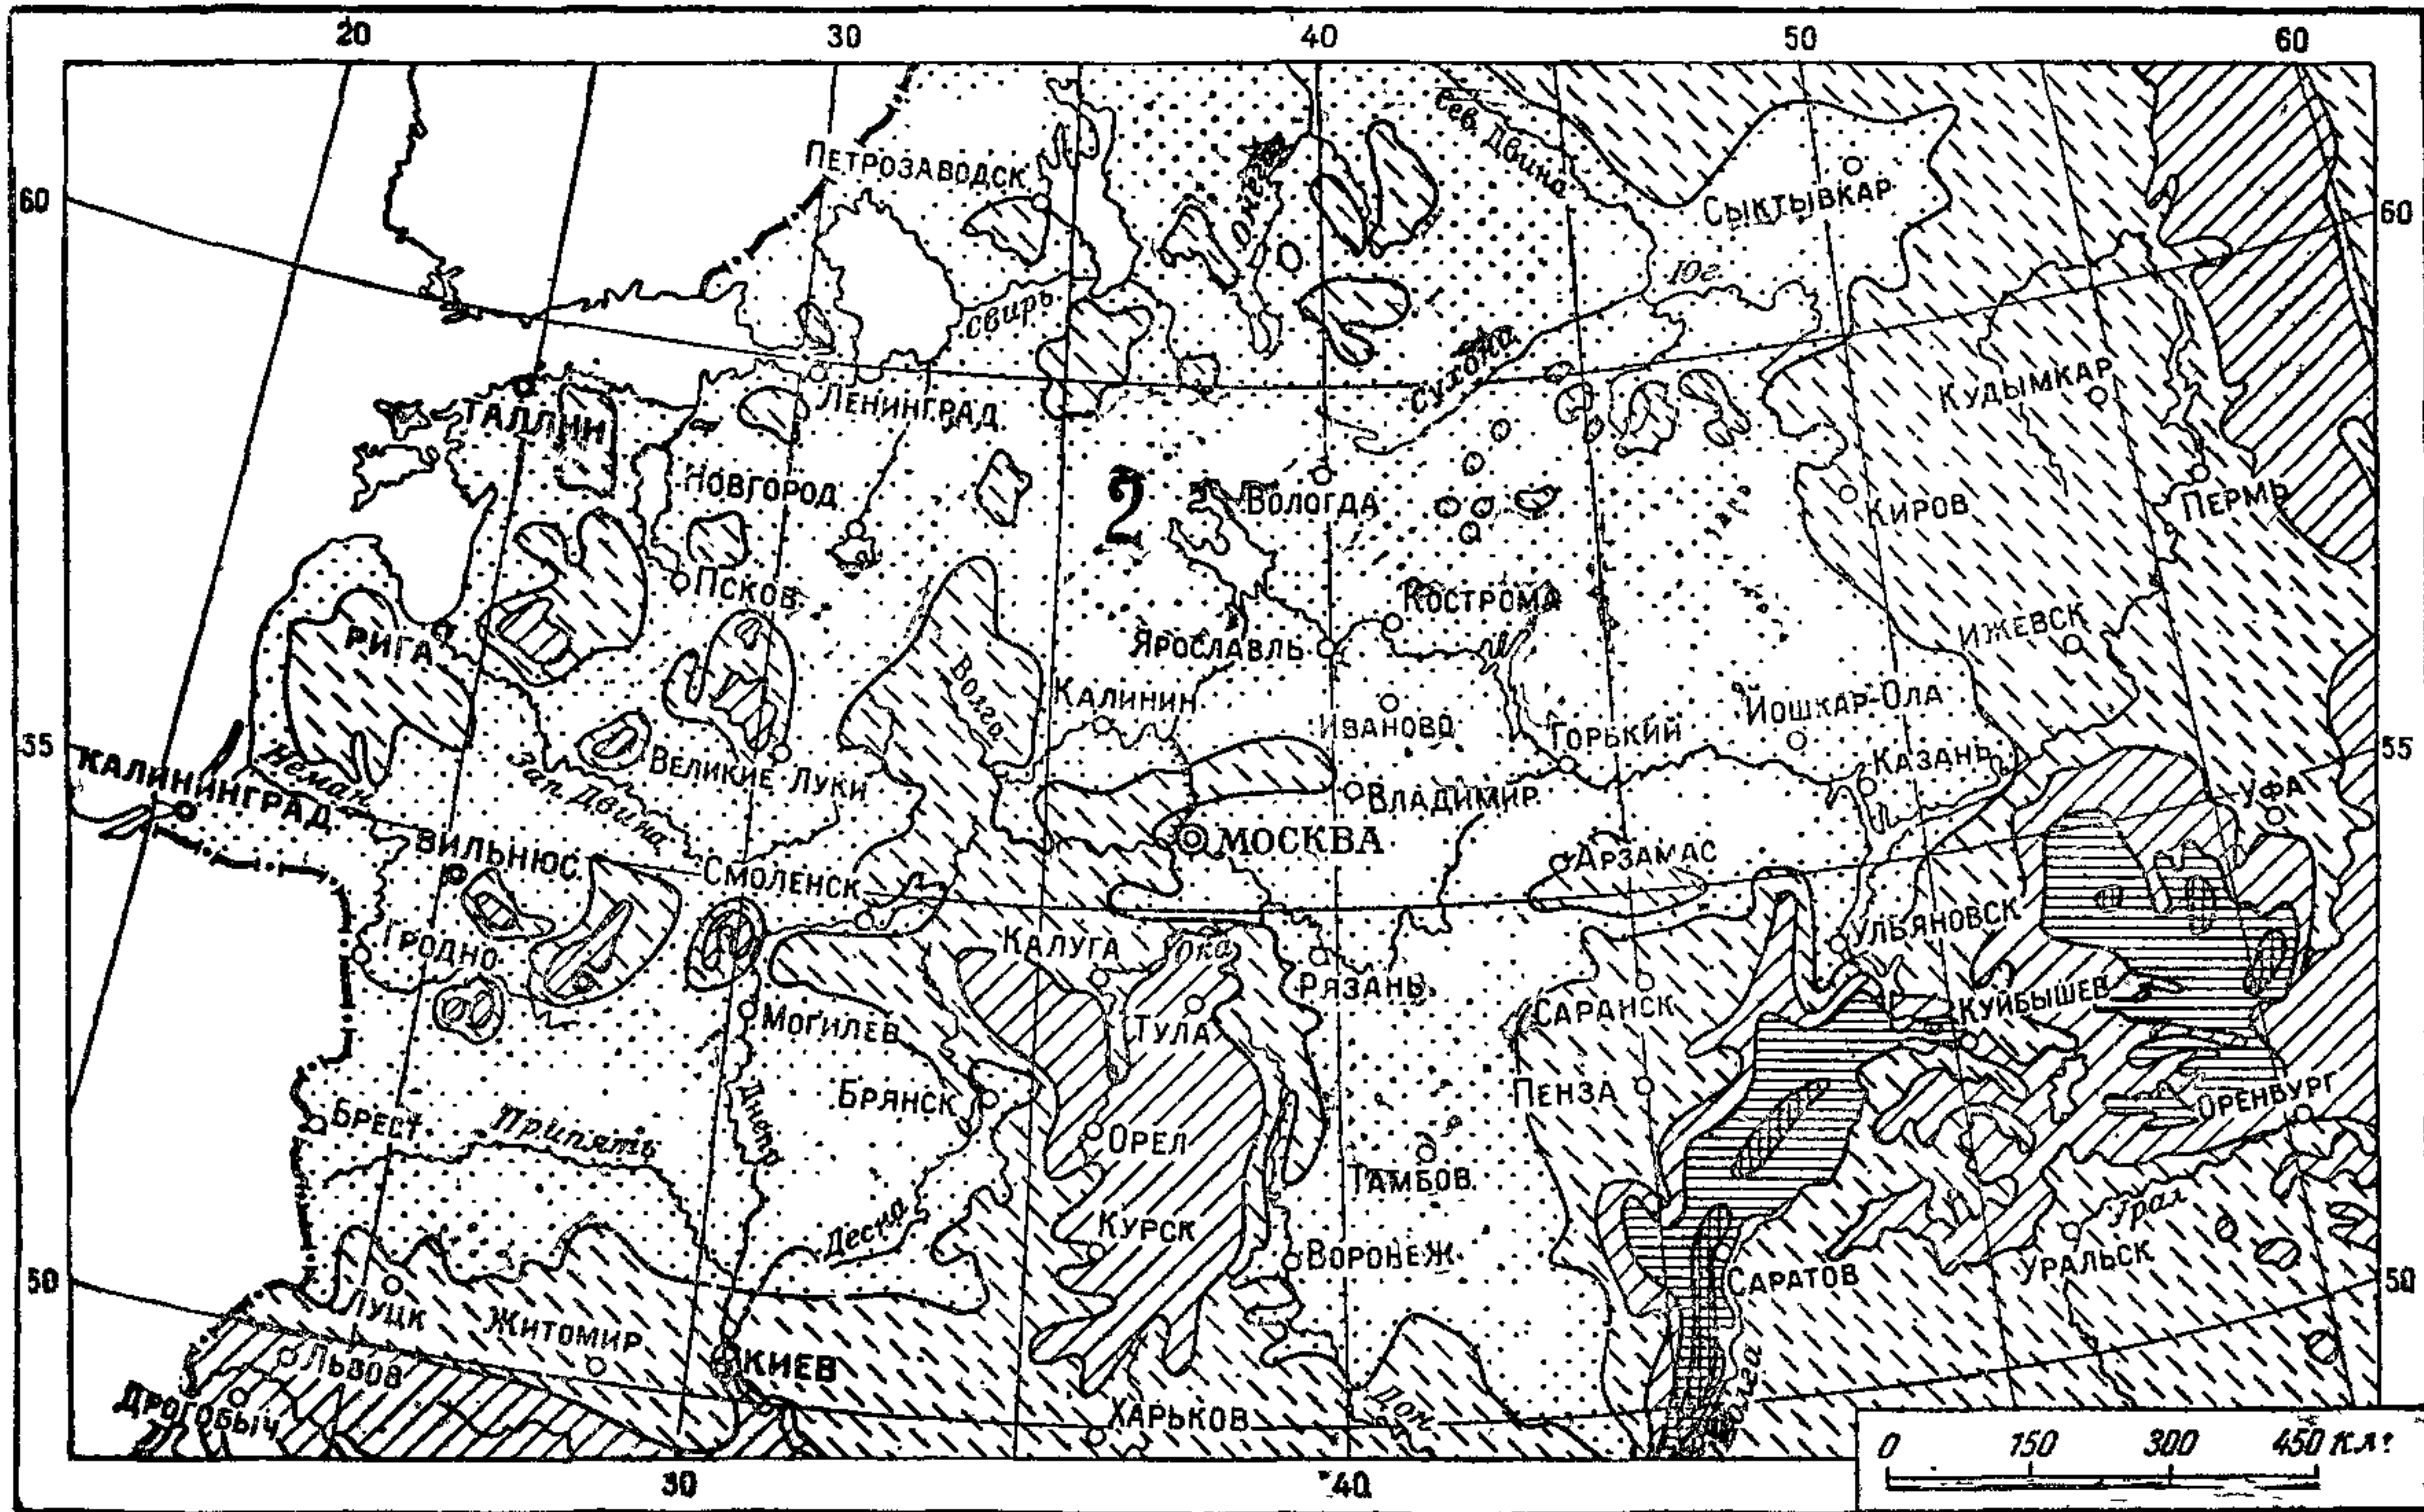 20 30 40 50 60
Сев. Двина
ПЕТРОЗАВОДСК
Онега
60
СЫКТЫВКАР
60
Юг
Свирь
Сухона
КУДЫМКАР
ЛЕНИНГРАД
ТАЛЛИН
НОВГОРОД
2
ВОЛОГДА
КИРОВ
ПЕРМЬ
ПСКОВ
КОСТРОМА
ИЖЕВСК
РИГА
ЯРОСЛАВЛЬ
Волга
КАЛИНИН
ИВАНОВО
ЙОШКАР-ОЛА
ГОРЬКИЙ
55
КАЛИНИНГРАД
Неман
Зап. Двина
ВЕЛИКИЕ ЛУКИ
КАЗАНЬ
55
УФА
ВЛАДИМИР
МОСКВА
ВИЛЬНЮС
СМОЛЕНСК
АРЗАМАС
УЛЬЯНОВСК
ГРОДНО
КАЛУГА
Ока
РЯЗАНЬ
САРАНСК
КУЙБЫШЕВ
МОГИЛЕВ
ТУЛА
БРЯНСК
ПЕНЗА
ОРЕНБУРГ
БРЕСТ
Припять
Днепр
ОРЕЛ
ТАМБОВ
Десна
КУРСК
ВОРОНЕЖ
Урал
УРАЛЬСК
50
ЛУЦК
ЖИТОМИР
САРАТОВ
50
ЛЬВОВ
КИЕВ
Волга
ДРОГОБЫЧ
ХАРЬКОВ
Дон
0 150 300 450 км
30 40